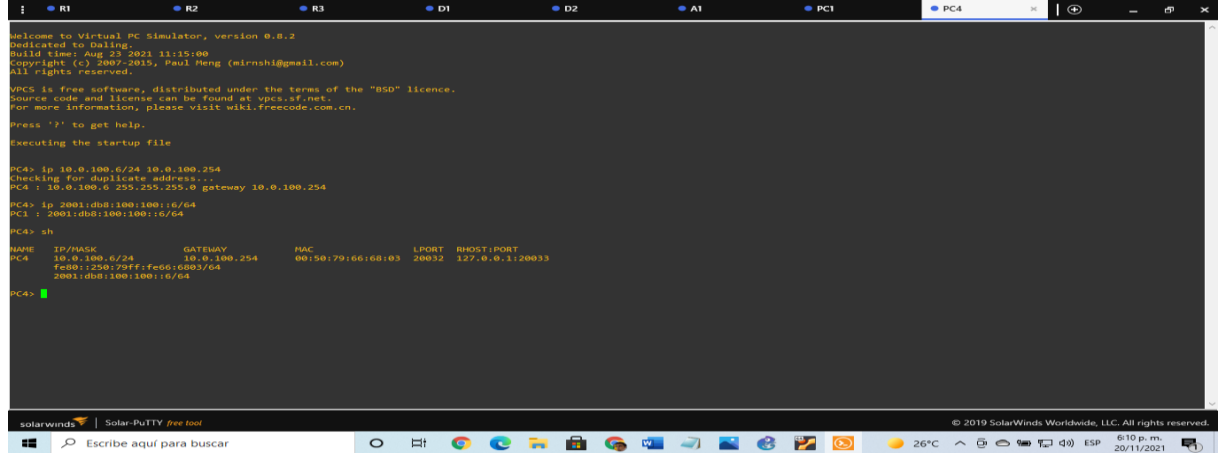 R1 R2 R3 D1 D2 A1 PC1 PC4
Welcome to Virtual PC Simulator, version 0.8.2
Dedicated to Daling.
Build time: Aug 23 2021 11:15:00
Copyright (c) 2007-2015, Paul Meng (mirnshi@gmail.com)
All rights reserved.
VPCS is free software, distributed under the terms of the "BSD" licence.
Source code and license can be found at vpcs.sf.net.
For more information, please visit wiki.freecode.com.cn.
Press '?' to get help.
Executing the startup file
PC4> ip 10.0.100.6/24 10.0.100.254
Checking for duplicate address...
PC4 : 10.0.100.6 255.255.255.0 gateway 10.0.100.254
PC4> ip 2001:db8:100:100::6/64
PC1 : 2001:db8:100:100::6/64
PC4> sh
NAME IP/MASK GATEWAY MAC LPORT RHOST:PORT
PC4 10.0.100.6/24 10.0.100.254 00:50:79:66:68:03 20032 127.0.0.1:20033
fe80::250:79ff:fe66:6803/64
2001:db8:100:100::6/64
PC4>
solarwinds | Solar-PuTTY free tool © 2019 SolarWinds Worldwide, LLC. All rights reserved.
Escribe aquí para buscar 26°C ESP 6:10 p. m.
20/11/2021